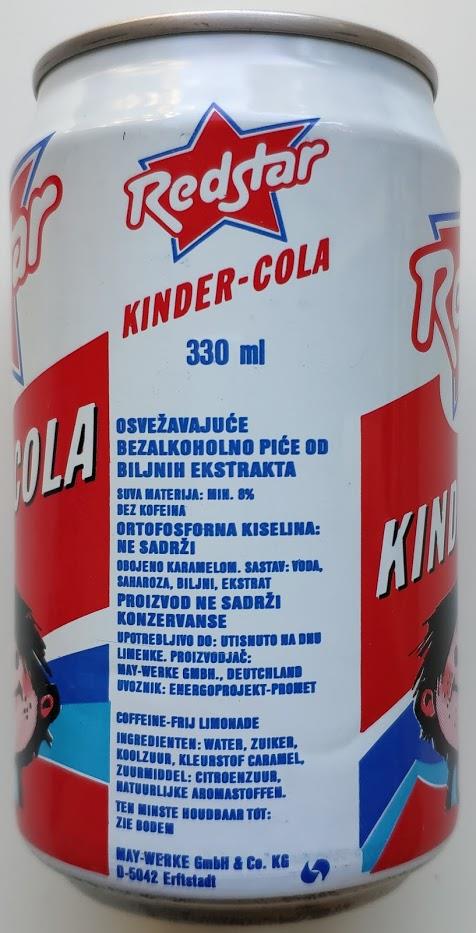 Redstar
KINDER-COLA
330 ml
OSVEŽAVAJUĆE
BEZALKOHOLNO PIĆE OD
BILJNIH EKSTRAKTA
SUVA MATERIJA: MIN. 8%
BEZ KOFEINA
ORTOFOSFORNA KISELINA:
NE SADRŽI
OBOJENO KARAMELOM. SASTAV: VODA,
SAHAROZA, BILJNI, EKSTRAT
PROIZVOD NE SADRŽI
KONZERVANSE
UPOTREBLJIVO DO: UTISNUTO NA DNU
LIMENKE. PROIZVODJAČ:
MAY-WERKE GMBH., DEUTCHLAND
UVOZNIK: ENERGOPROJEKT-PROMET
COFFEINE-FRIJ LIMONADE
INGREDIENTEN: WATER, ZUIKER,
KOOLZUUR, KLEURSTOF CARAMEL,
ZUURMIDDEL: CITROENZUUR,
NATUURLIJKE AROMASTOFFEN.
TEN MINSTE HOUDBAAR TOT:
ZIE BODEM
MAY-WERKE GmbH & Co. KG
D-5042 Erftstadt
ar
COLA
R
KIND